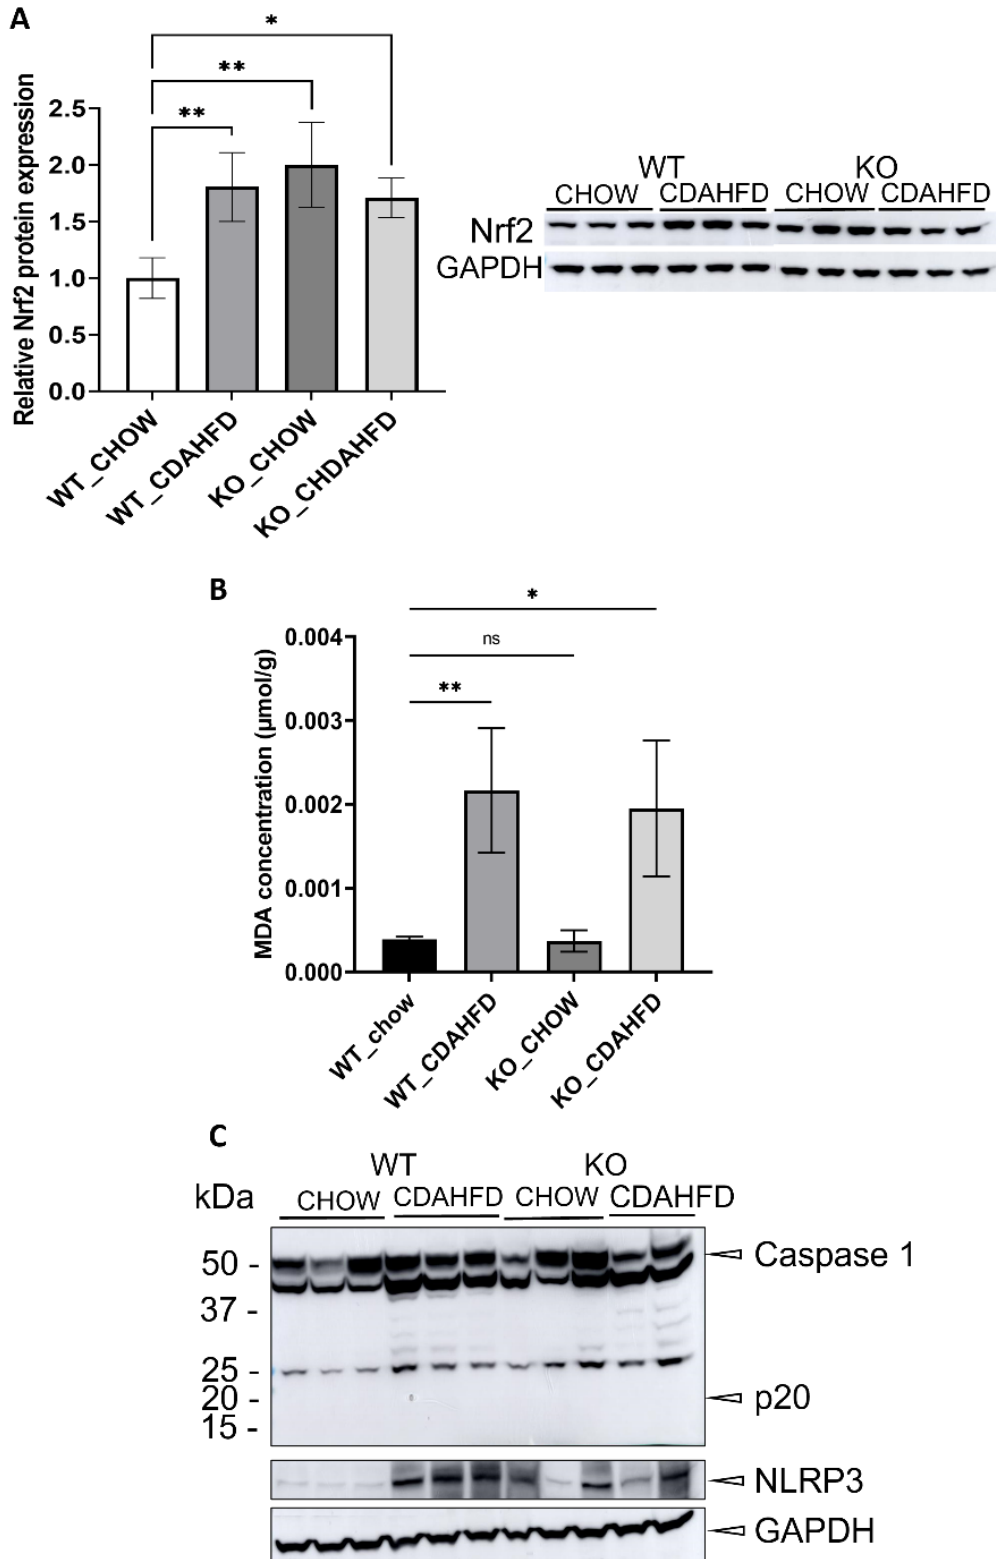 A
*
**
**
Relative Nrf2 protein expression
2.5
2.0
1.5
1.0
0.5
0.0
WT_CHOW
WT_CDAHFD
KO_CHOW
KO_CHDAHFD
WT KO
CHOW CDAHFD CHOW CDAHFD
Nrf2
GAPDH
B
*
ns
**
MDA concentration (µmol/g)
0.004
0.003
0.002
0.001
0.000
WT_chow
WT_CDAHFD
KO_CHOW
KO_CDAHFD
C
WT KO
kDa CHOW CDAHFD CHOW CDAHFD
50 - Caspase 1
37 -
25 -
20 - p20
15 -
NLRP3
GAPDH